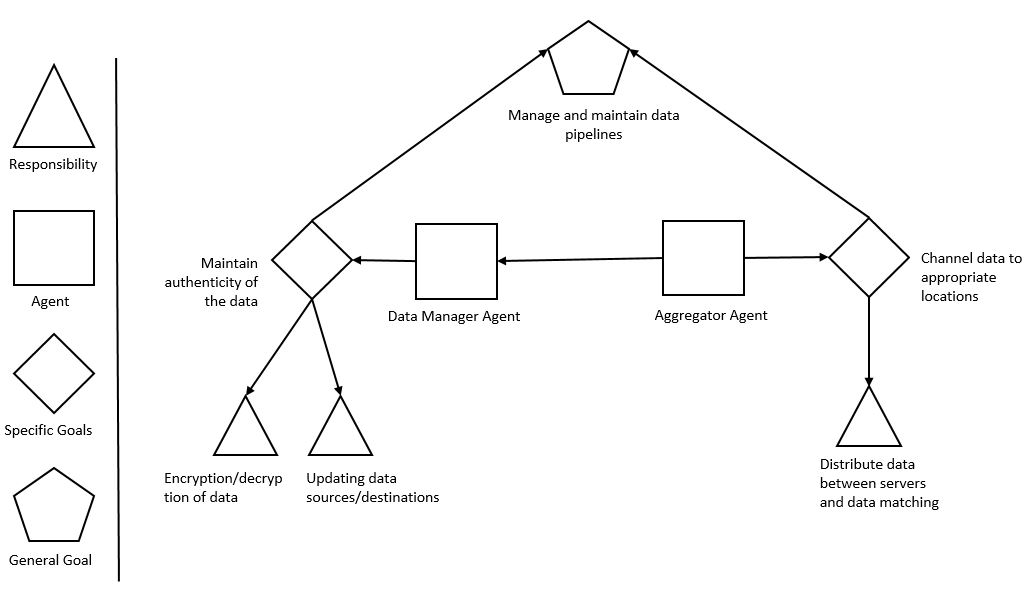 Responsibility
Agent
Specific Goals
General Goal
Manage and maintain data
pipelines
Maintain
authenticity of
the data
Data Manager Agent
Aggregator Agent
Channel data to
appropriate
locations
Encryption/decryp
tion of data
Updating data
sources/destinations
Distribute data
between servers
and data matching